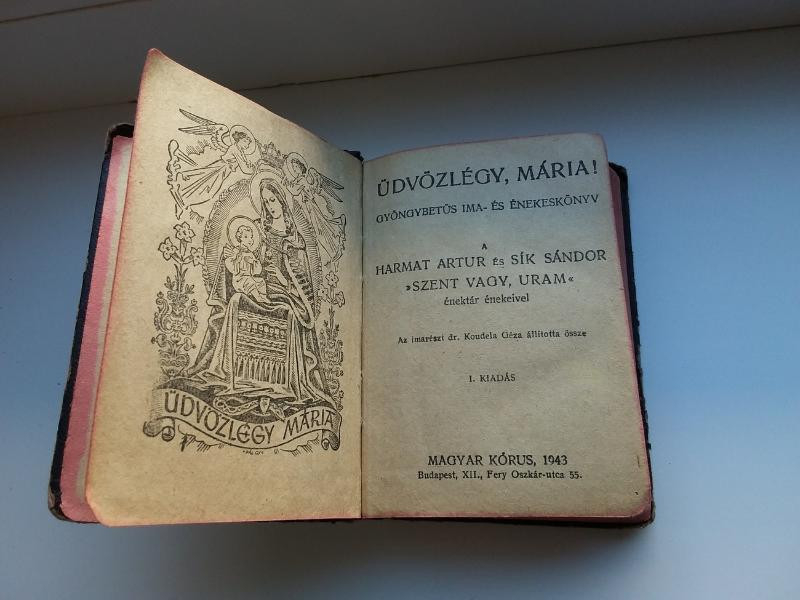 ÜDVÖZLÉGY MÁRIA
ÜDVÖZLÉGY, MÁRIA!
GYÖNGYBETŰS IMA- ÉS ÉNEKESKÖNYV
A
HARMAT ARTUR ÉS SÍK SÁNDOR
»SZENT VAGY, URAM«
énektár énekeivel
Az imarészt dr. Koudela Géza állította össze
I. KIADÁS
MAGYAR KÓRUS, 1943
Budapest, XII., Fery Oszkár-utca 55.